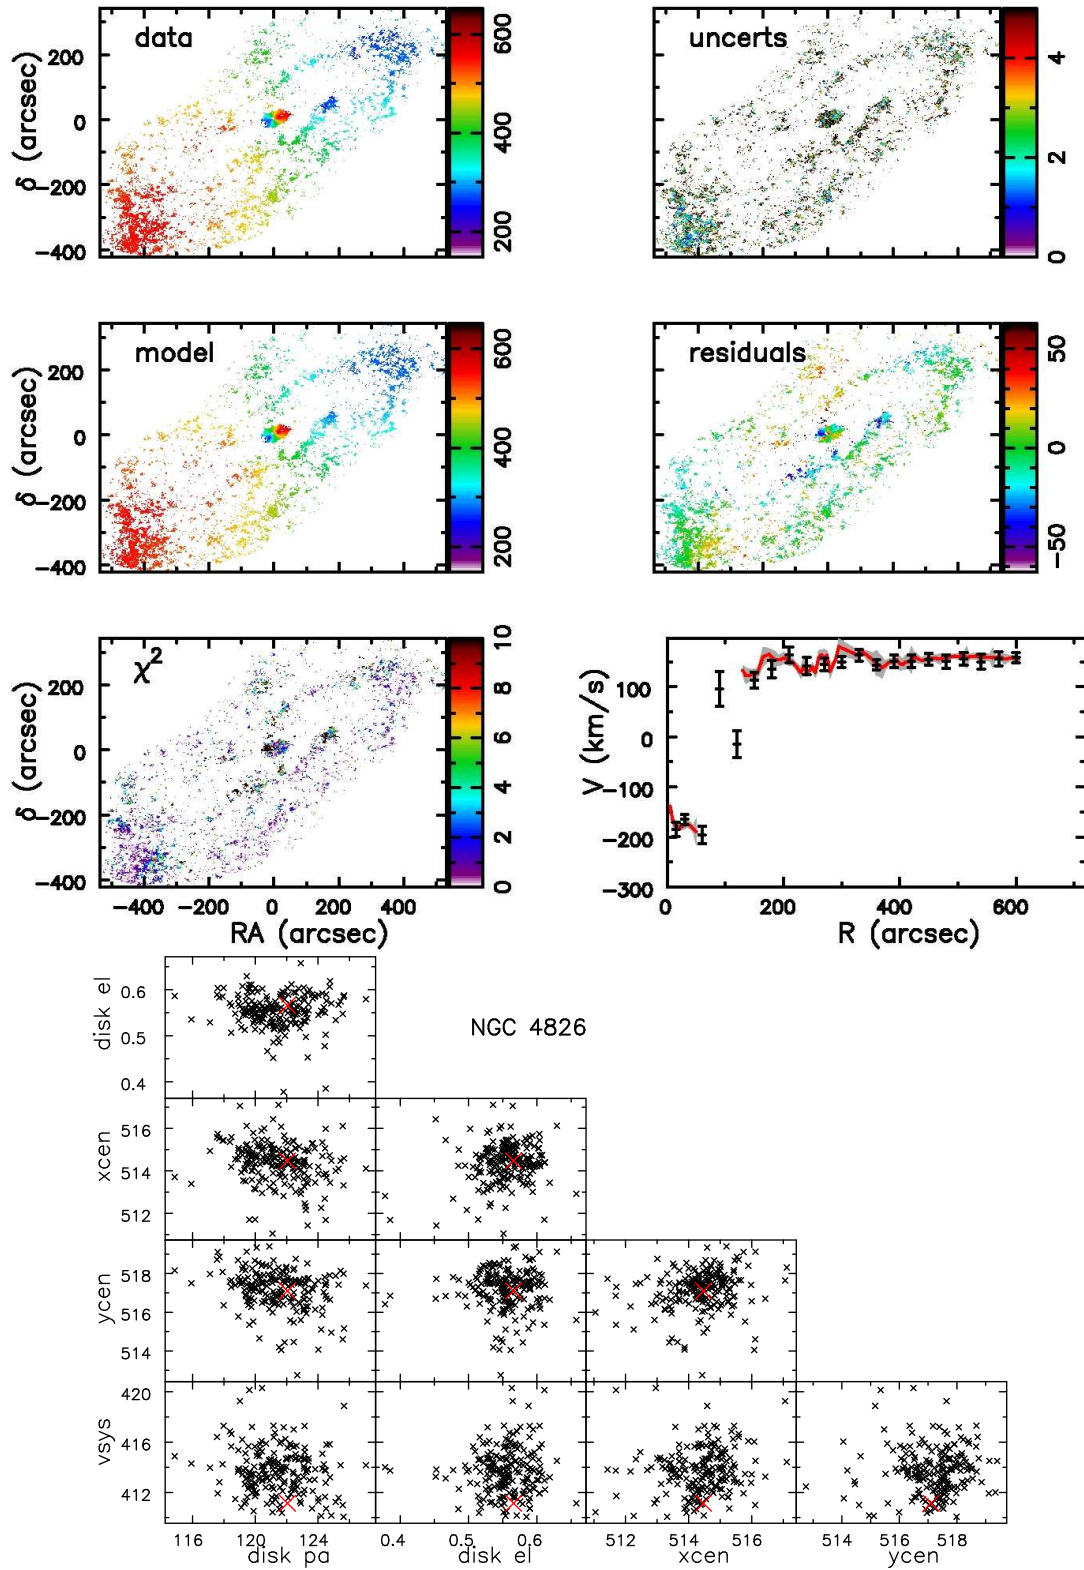 data
δ (arcsec)
200
0
−200
−400
200 400 600
uncerts
0 2 4
model
δ (arcsec)
200
0
−200
−400
200 400 600
residuals
−50 0 50
χ²
δ (arcsec)
200
0
−200
−400
0 2 4 6 8 10
−400 −200 0 200 400
RA (arcsec)
V (km/s)
100
0
−100
−200
−300
0 200 400 600
R (arcsec)
NGC 4826
disk el
0.6
0.5
0.4
xcen
516
514
512
ycen
518
516
514
vsys
420
416
412
116 120 124
disk pa
0.4 0.5 0.6
disk el
512 514 516
xcen
514 516 518
ycen